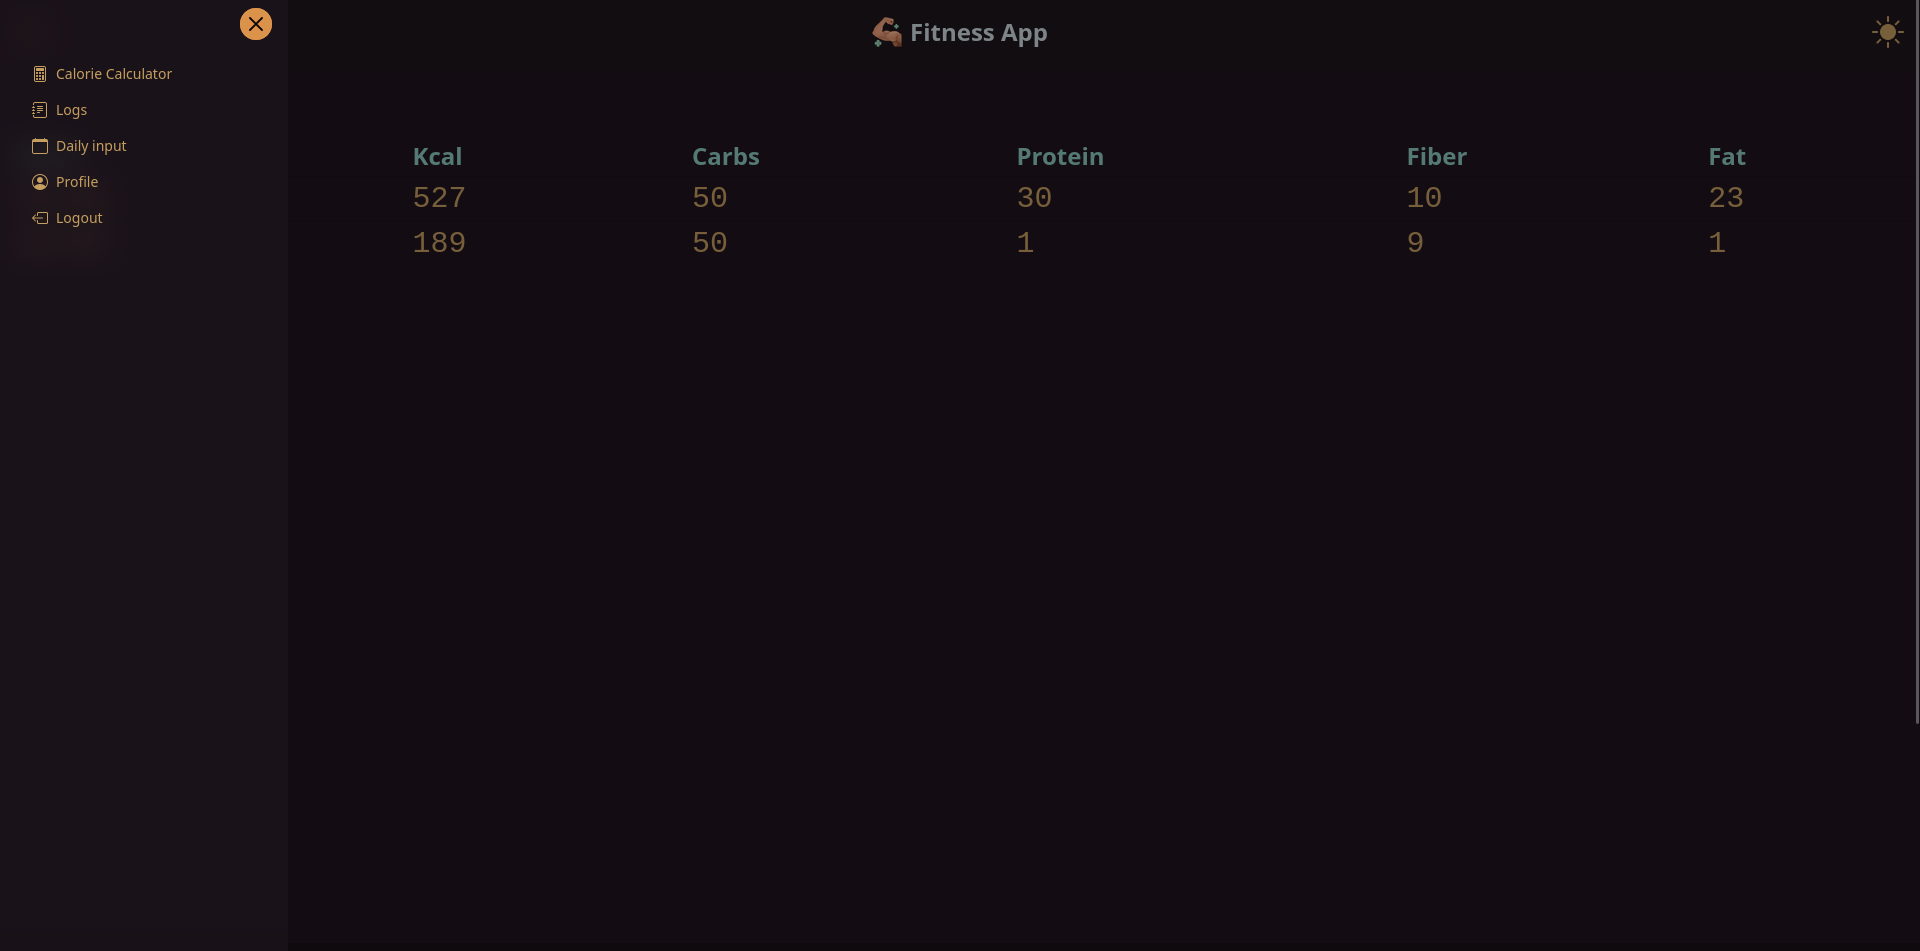 Fitness App
Calorie Calculator
Logs
Daily input
Profile
Logout
Kcal Carbs Protein Fiber Fat
527 50 30 10 23
189 50 1 9 1